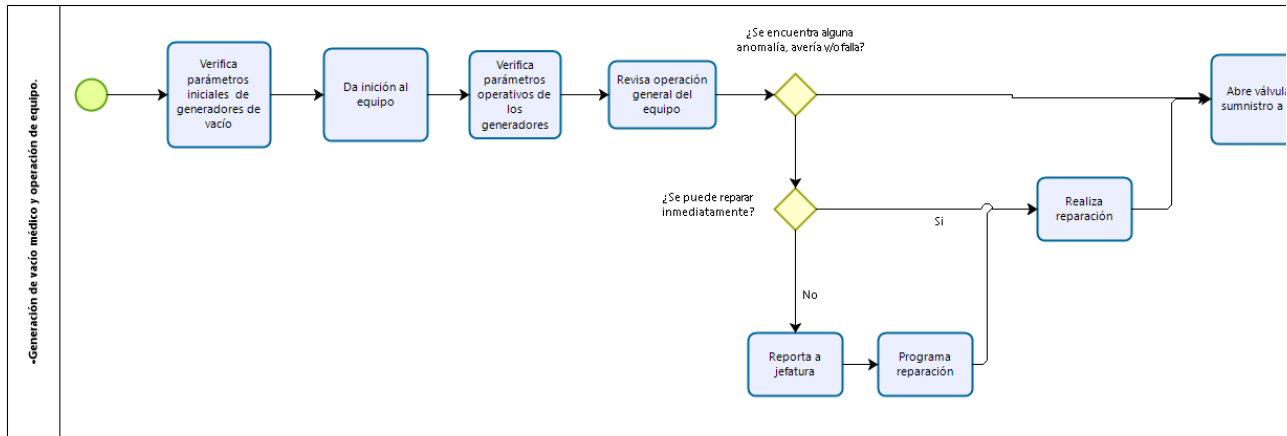 •Generación de vacío médico y operación de equipo.
Verifica
parámetros
iniciales de
generadores de
vacío
Da inición al
equipo
Verifica
parámetros
operativos de
los
generadores
Revisa operación
general del
equipo
¿Se encuentra alguna
anomalía, avería y/o falla?
Abre válvula
sumnistro a
¿Se puede reparar
inmediatamente?
Si
Realiza
reparación
No
Reporta a
jefatura
Programa
reparación